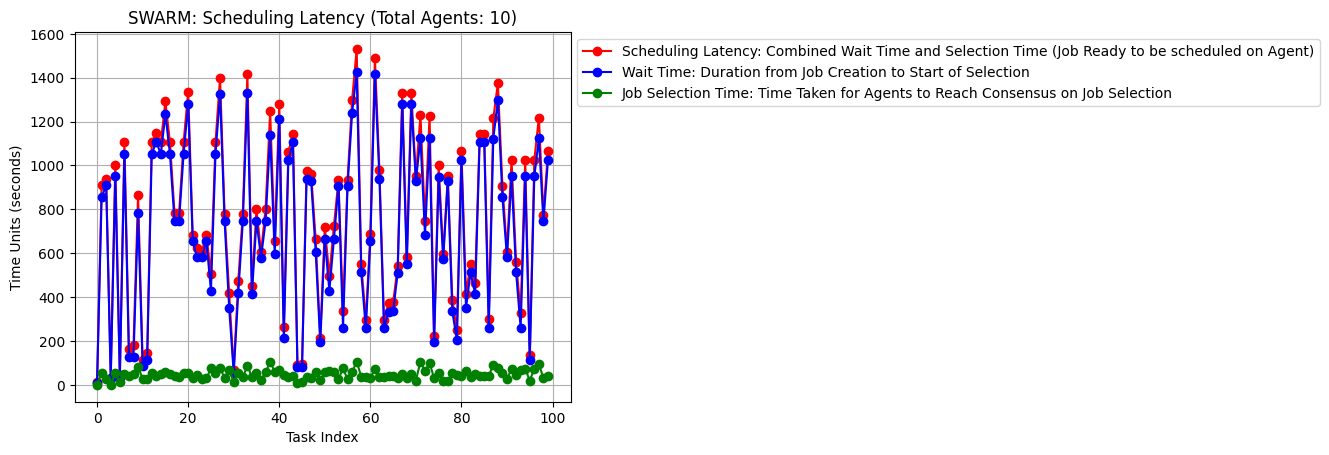 SWARM: Scheduling Latency (Total Agents: 10)
1600
1400
1200
1000
800
600
400
200
0
Time Units (seconds)
0
20
40
60
80
100
Task Index
Scheduling Latency: Combined Wait Time and Selection Time (Job Ready to be scheduled on Agent)
Wait Time: Duration from Job Creation to Start of Selection
Job Selection Time: Time Taken for Agents to Reach Consensus on Job Selection